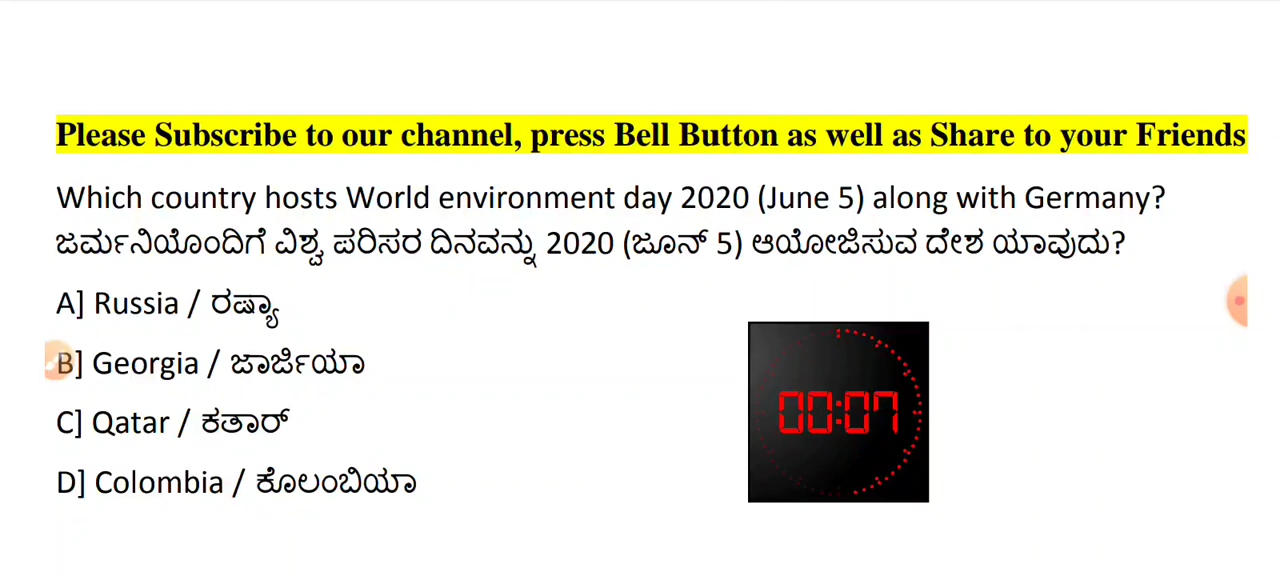 Please Subscribe to our channel, press Bell Button as well as Share to your Friends
Which country hosts World environment day 2020 (June 5) along with Germany?
ಜರ್ಮನಿಯೊಂದಿಗೆ ವಿಶ್ವ ಪರಿಸರ ದಿನವನ್ನು 2020 (ಜೂನ್ 5) ಆಯೋಜಿಸುವ ದೇಶ ಯಾವುದು?
A] Russia / ರಷ್ಯಾ
B] Georgia / ಜಾರ್ಜಿಯಾ
C] Qatar / ಕತಾರ್
00:07
D] Colombia / ಕೊಲಂಬಿಯಾ